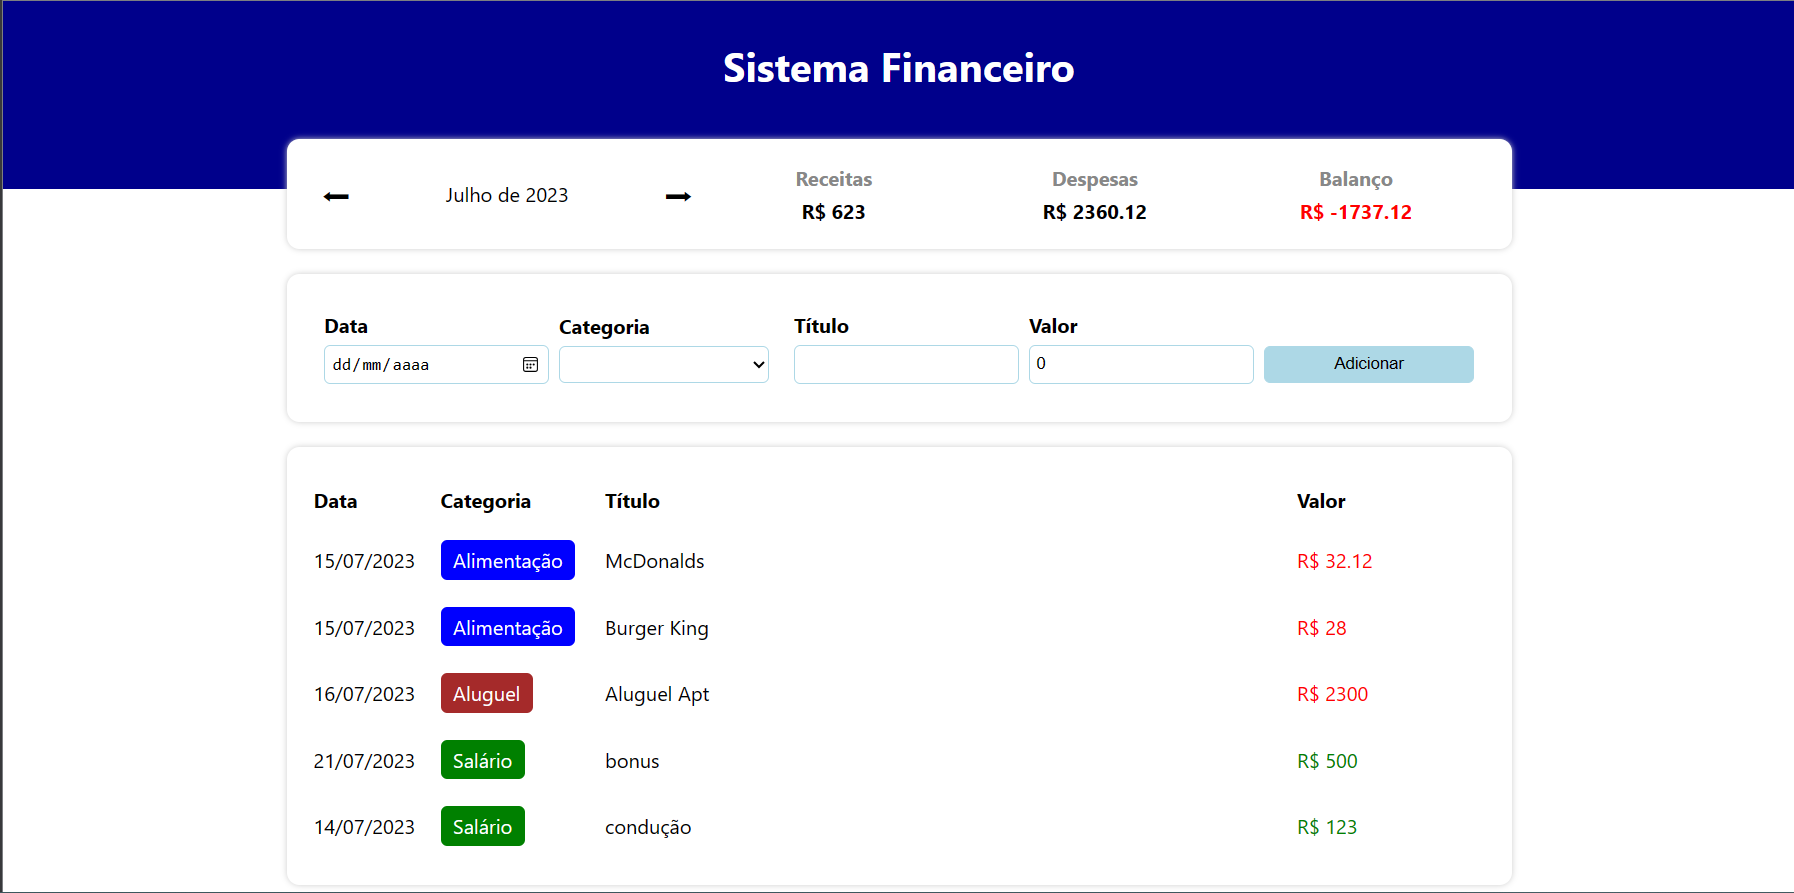 Sistema Financeiro
Julho de 2023 Receitas Despesas Balanço
R$ 623 R$ 2360.12 R$ -1737.12
Data Categoria Título Valor
dd/mm/aaaa 0 Adicionar
Data Categoria Título Valor
15/07/2023 Alimentação McDonalds R$ 32.12
15/07/2023 Alimentação Burger King R$ 28
16/07/2023 Aluguel Aluguel Apt R$ 2300
21/07/2023 Salário bonus R$ 500
14/07/2023 Salário condução R$ 123